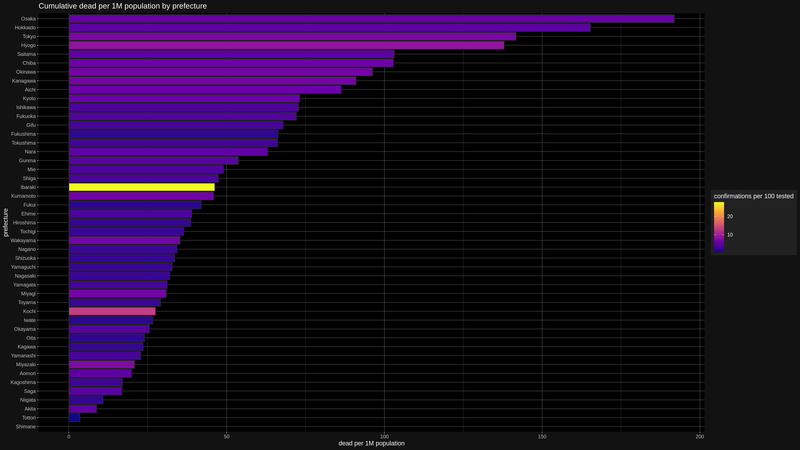 Cumulative dead per 1M population by prefecture
Osaka
Hokkaido
Tokyo
Hyogo
Saitama
Chiba
Okinawa
Kanagawa
Aichi
Kyoto
Ishikawa
Fukuoka
Gifu
Fukushima
Tokushima
Nara
Gunma
Mie
Shiga
Ibaraki
Kumamoto
Fukui
Ehime
Hiroshima
Tochigi
Wakayama
Nagano
Shizuoka
Yamaguchi
Nagasaki
Yamagata
Miyagi
Toyama
Kochi
Iwate
Okayama
Oita
Kagawa
Yamanashi
Miyazaki
Aomori
Kagoshima
Saga
Niigata
Akita
Tottori
Shimane
prefecture
0
50
100
150
200
dead per 1M population
confirmations per 100 tested
20
10